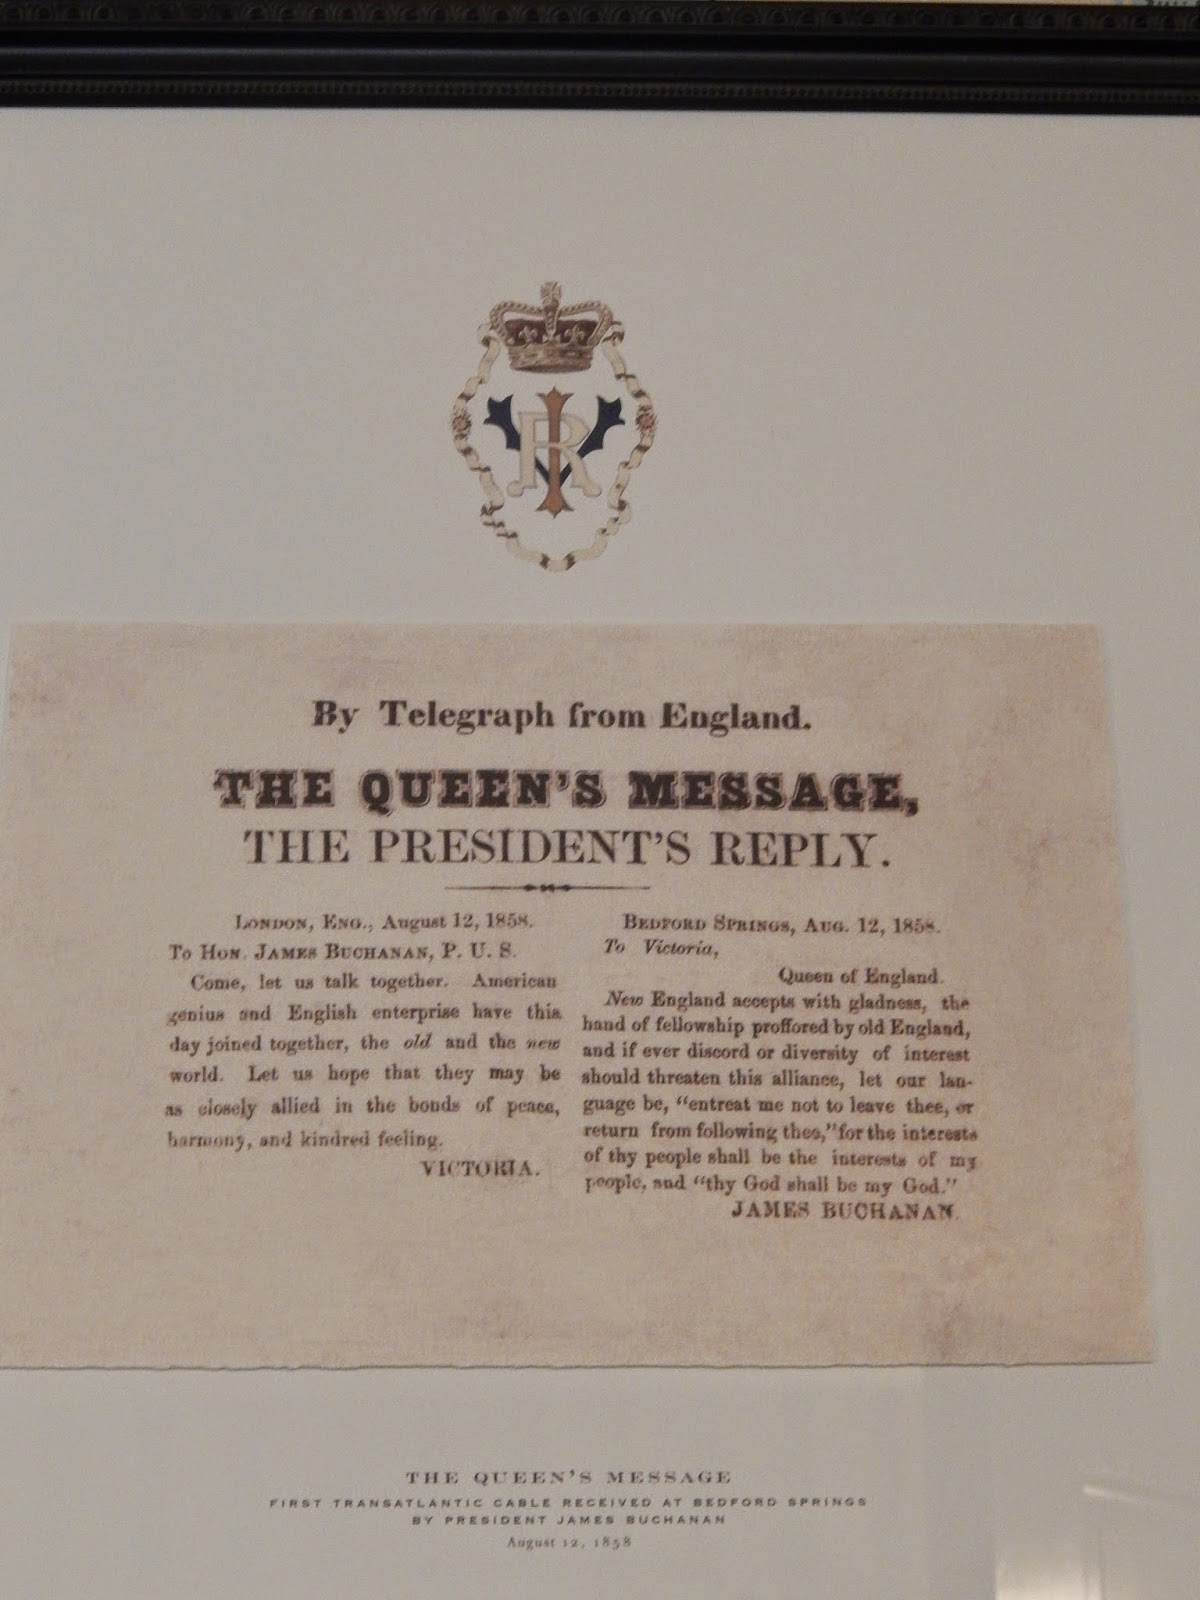 By Telegraph from England.
THE QUEEN'S MESSAGE,
THE PRESIDENT'S REPLY.
LONDON, ENG., August 12, 1858.
To HON. JAMES BUCHANAN, P. U. S.
Come, let us talk together. American
genius and English enterprise have this
day joined together, the old and the new
world. Let us hope that they may be
as closely allied in the bonds of peace,
harmony, and kindred feeling.
VICTORIA.
BEDFORD SPRINGS, AUG. 12, 1858.
To Victoria,
Queen of England.
New England accepts with gladness, the
hand of fellowship proffored by old England,
and if ever discord or diversity of interest
should threaten this alliance, let our lan-
guage be, "entreat me not to leave thee, or
return from following thee," for the interests
of thy people shall be the interests of my
people, and "thy God shall be my God."
JAMES BUCHANAN.
THE QUEEN'S MESSAGE
FIRST TRANSATLANTIC CABLE RECEIVED AT BEDFORD SPRINGS
BY PRESIDENT JAMES BUCHANAN
August 12, 1858